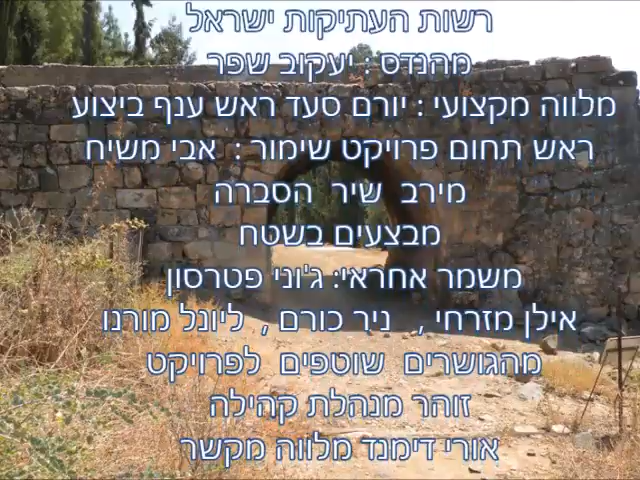 רשות העתיקות ישראל
מהנדס : יעקוב שפר
מלווה מקצועי : יורם סעד ראש ענף ביצוע
ראש תחום פרויקט שימור : אבי משיח
מירב שיר הסברה
מבצעים בשטח
משמר אחראי: ג'וני פטרסון
אילן מזרחי , ניר כורם , ליונל מורנו
מהגושרים שוטפים לפרויקט
זוהר מנהלת קהילה
אורי דימנד מלווה מקשר